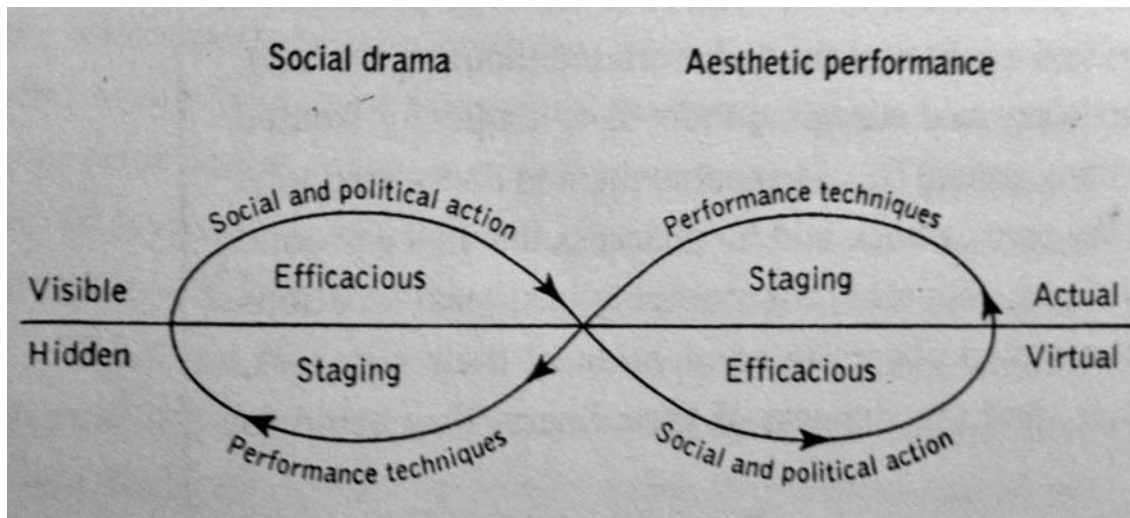 Social drama
Aesthetic performance
Social and political action
Performance techniques
Efficacious
Staging
Visible
Actual
Hidden
Virtual
Staging
Efficacious
Performance techniques
Social and political action